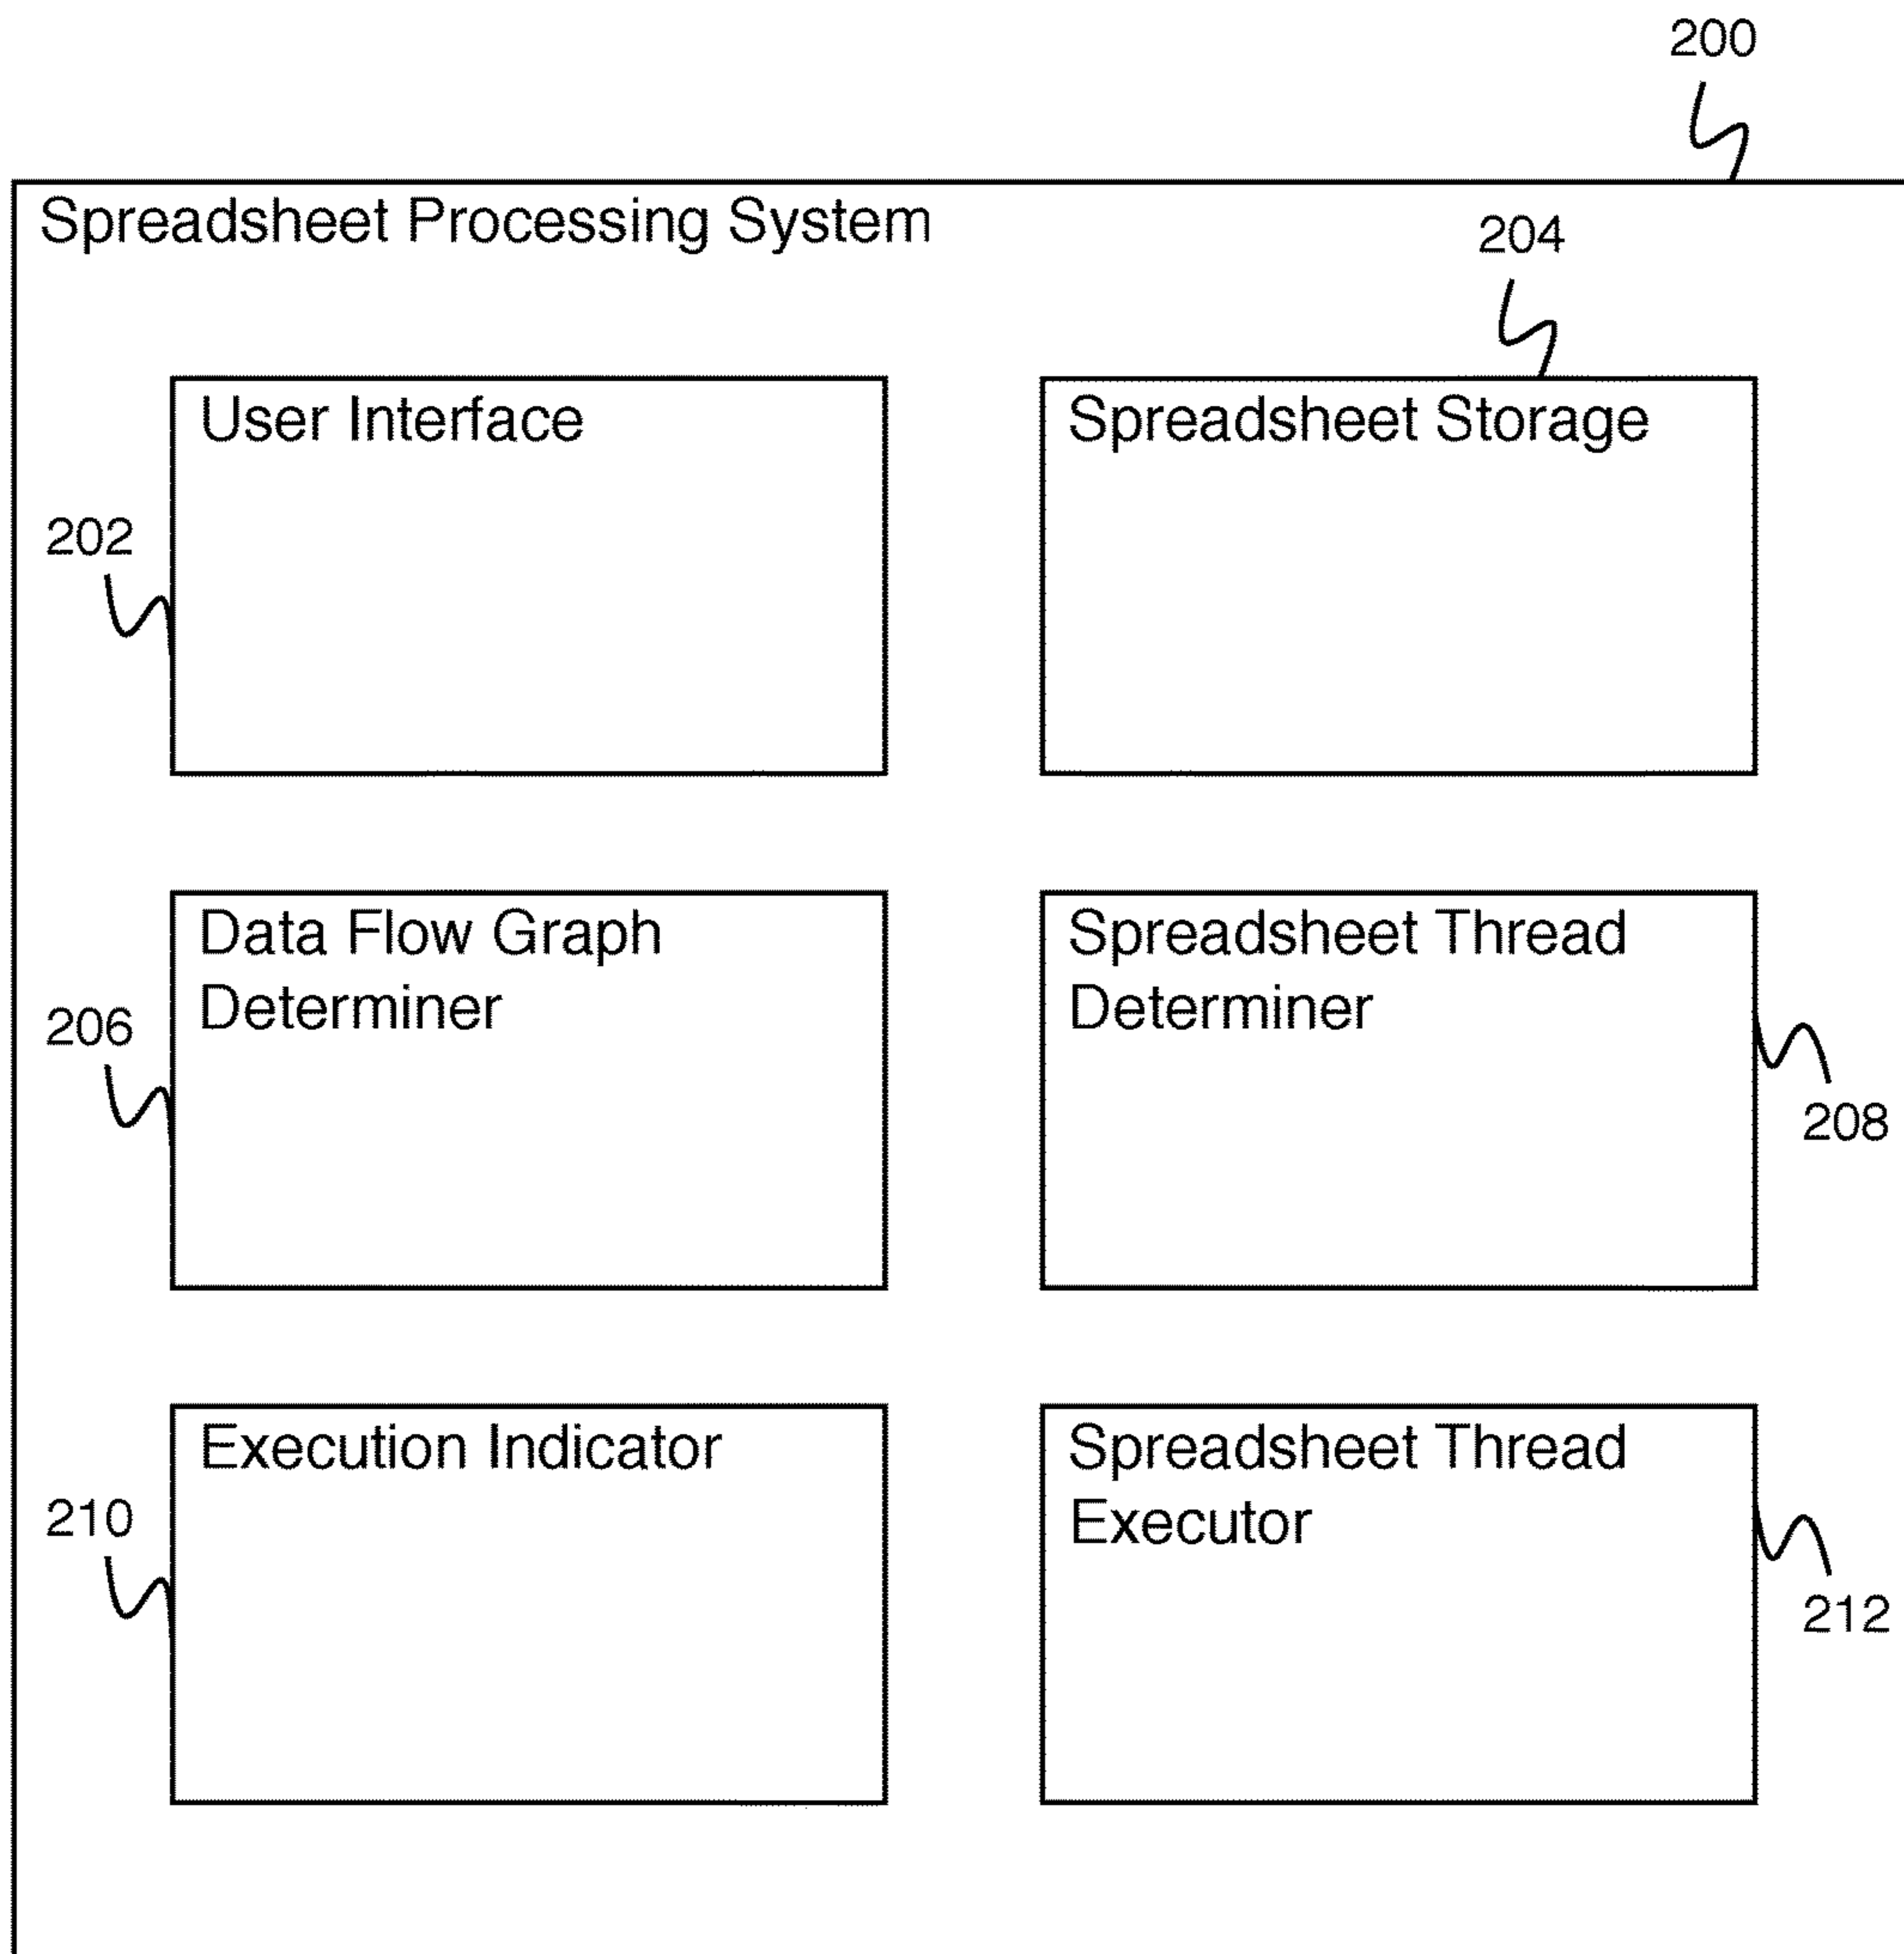 200
Spreadsheet Processing System
204
User Interface
Spreadsheet Storage
202
Data Flow Graph
Determiner
Spreadsheet Thread
Determiner
206
208
Execution Indicator
Spreadsheet Thread
Executor
210
212